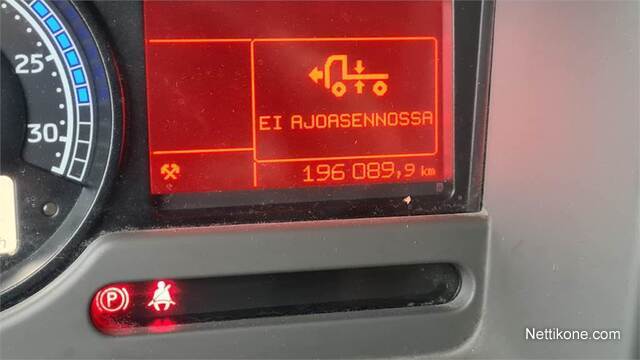 25
30
EI AJOASENNOSSA
196 089,9 km
P
Nettikone.com